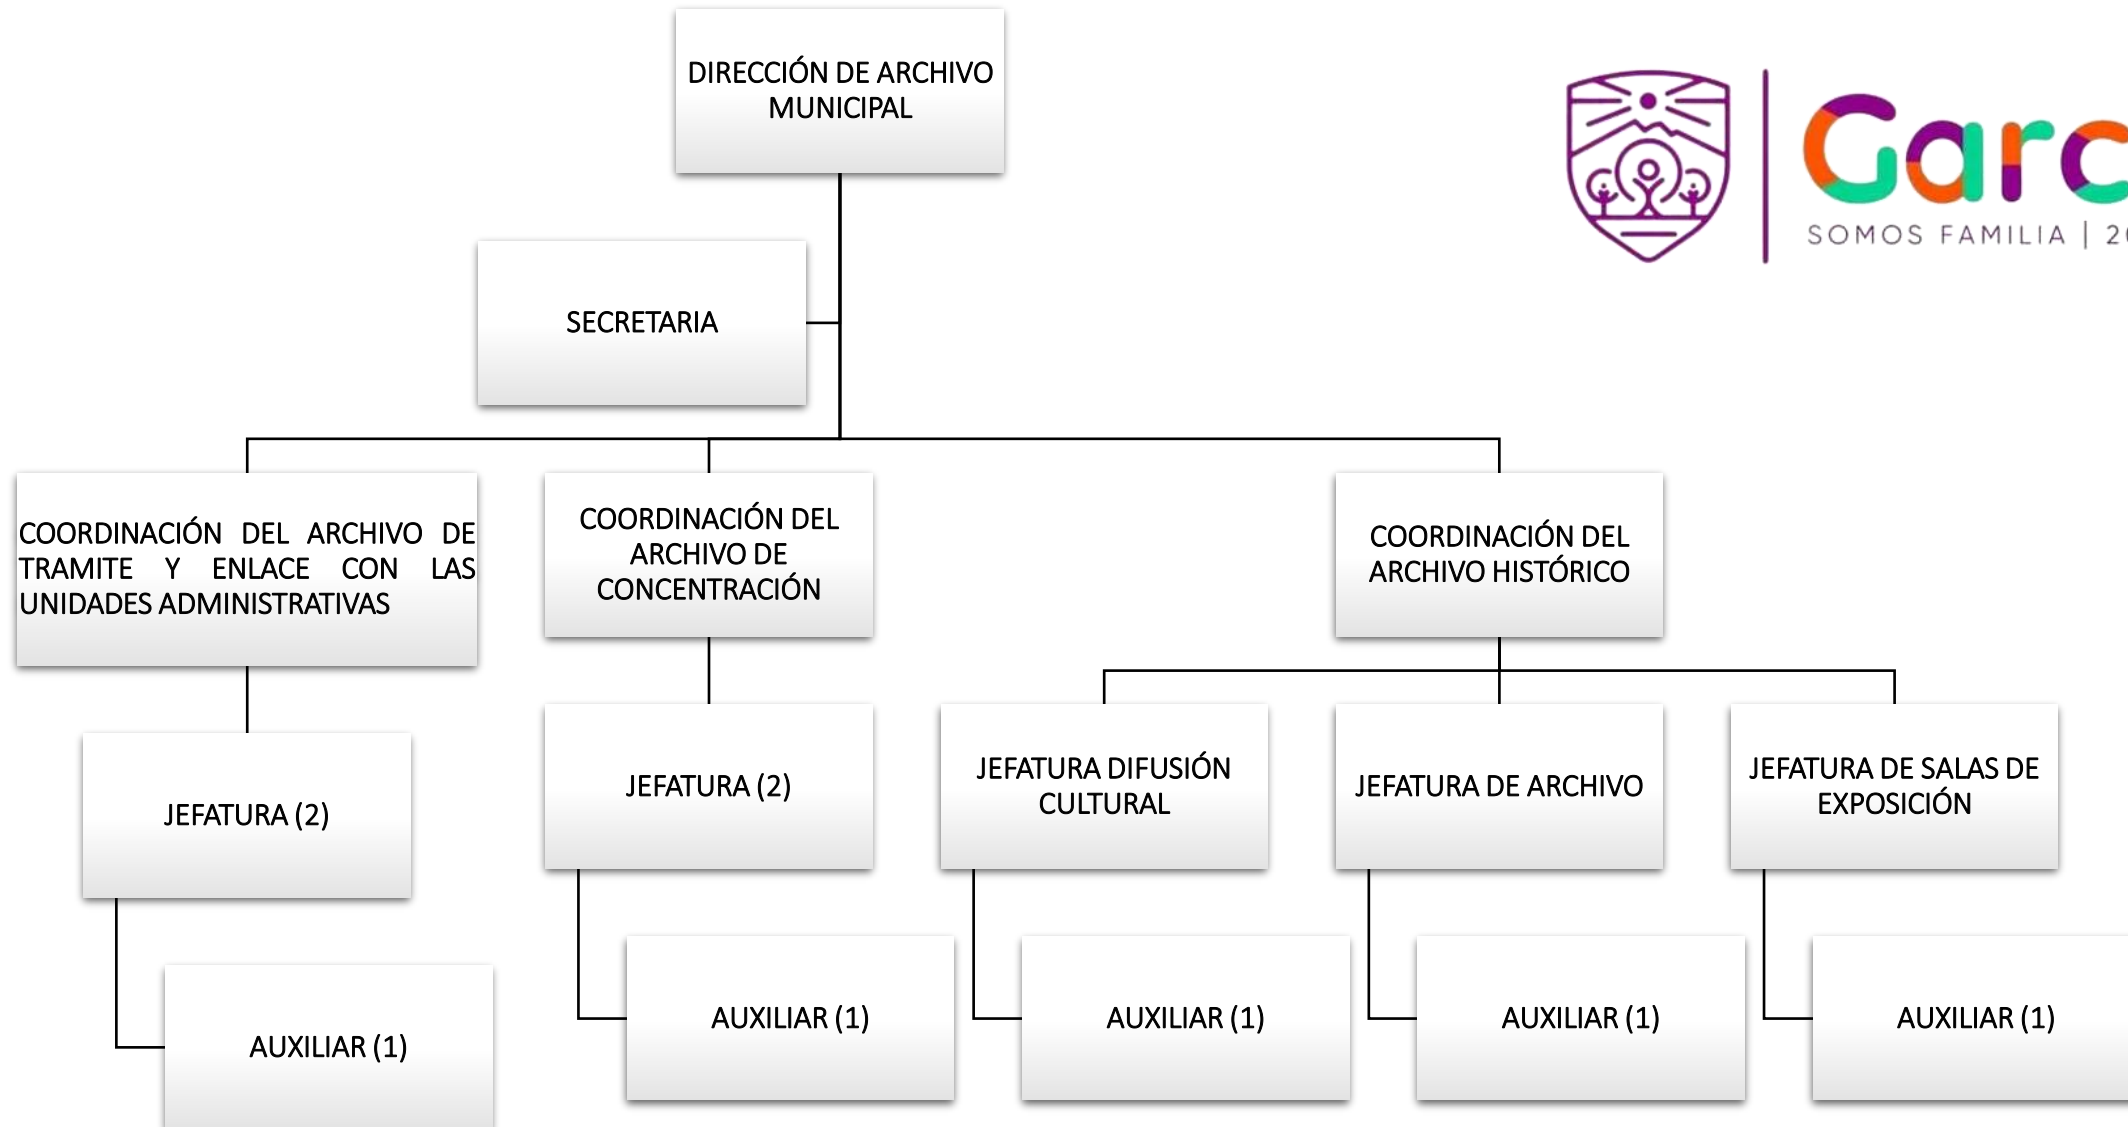 DIRECCIÓN DE ARCHIVO
MUNICIPAL
Garc
SOMOS FAMILIA | 20
SECRETARIA
COORDINACIÓN DEL ARCHIVO DE
TRAMITE Y ENLACE CON LAS
UNIDADES ADMINISTRATIVAS
COORDINACIÓN DEL
ARCHIVO DE
CONCENTRACIÓN
COORDINACIÓN DEL
ARCHIVO HISTÓRICO
JEFATURA (2)
JEFATURA (2)
JEFATURA DIFUSIÓN
CULTURAL
JEFATURA DE ARCHIVO
JEFATURA DE SALAS DE
EXPOSICIÓN
AUXILIAR (1)
AUXILIAR (1)
AUXILIAR (1)
AUXILIAR (1)
AUXILIAR (1)